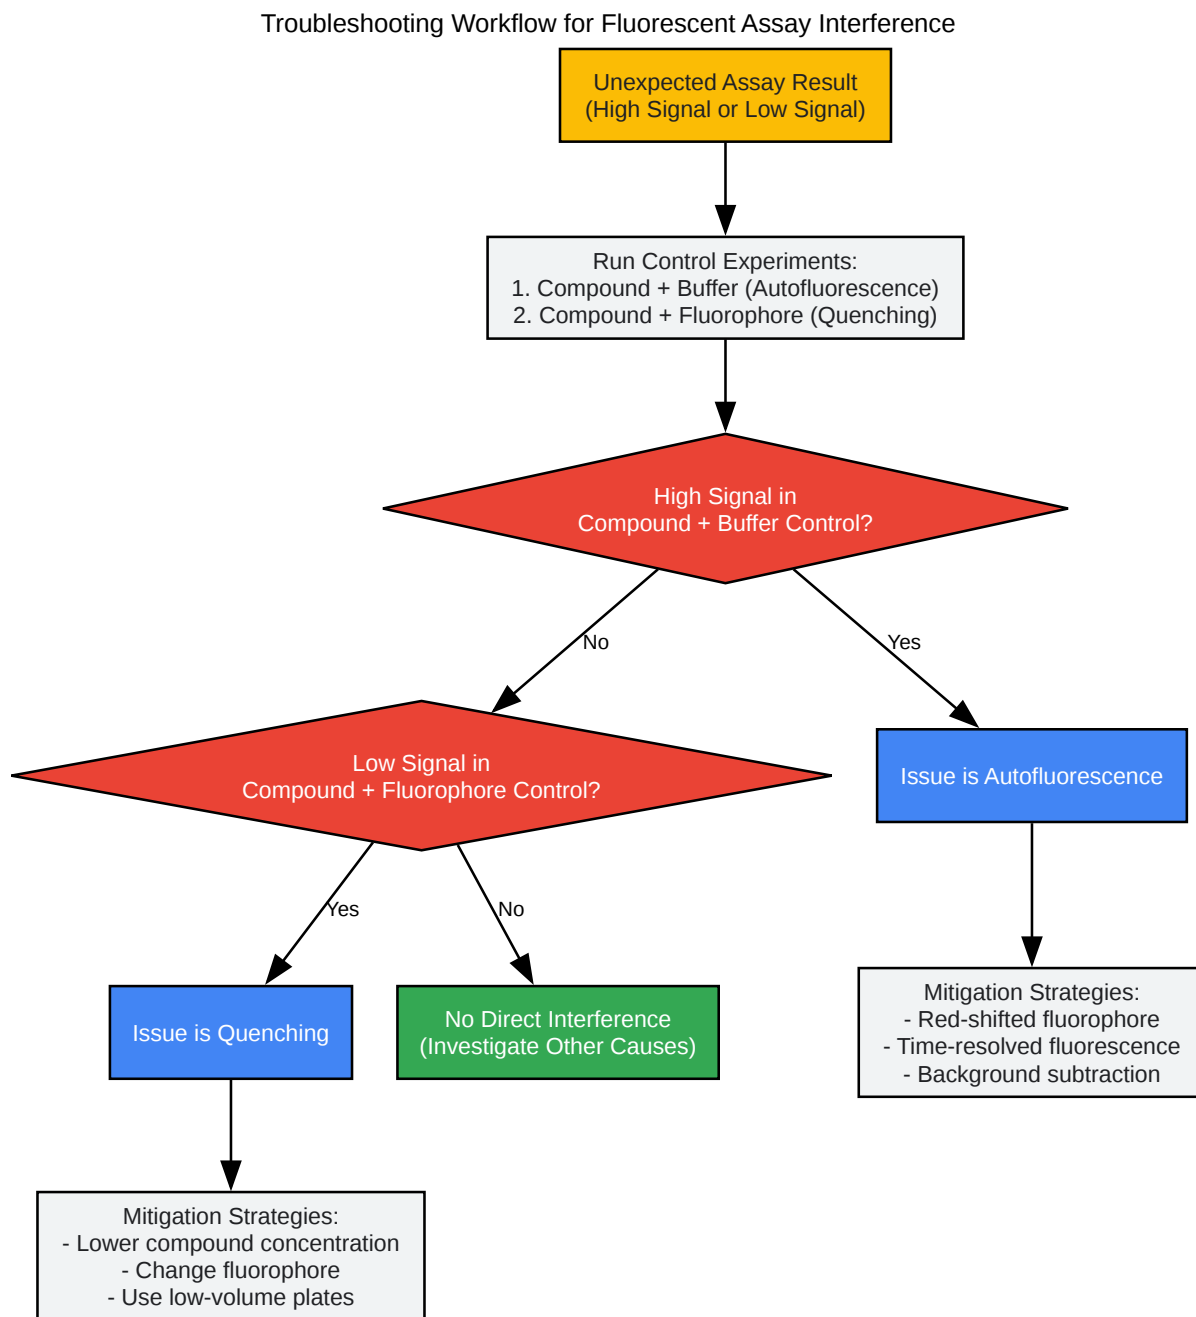 Troubleshooting Workflow for Fluorescent Assay Interference
Unexpected Assay Result
(High Signal or Low Signal)
Run Control Experiments:
1. Compound + Buffer (Autofluorescence)
2. Compound + Fluorophore (Quenching)
High Signal in
Compound + Buffer Control?
No
Yes
Low Signal in
Compound + Fluorophore Control?
Issue is Autofluorescence
Yes
No
Mitigation Strategies:
- Red-shifted fluorophore
- Time-resolved fluorescence
- Background subtraction
Issue is Quenching
No Direct Interference
(Investigate Other Causes)
Mitigation Strategies:
- Lower compound concentration
- Change fluorophore
- Use low-volume plates